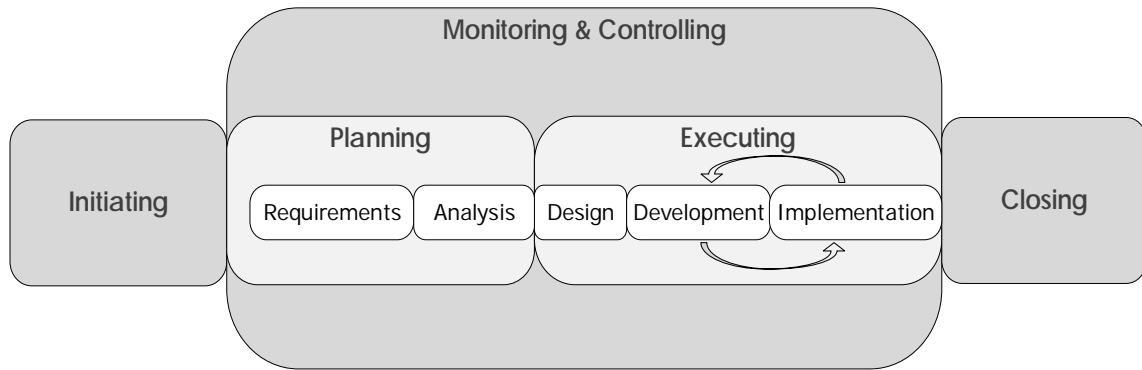 Monitoring & Controlling
Planning
Executing
Initiating
Requirements
Analysis
Design
Development
Implementation
Closing